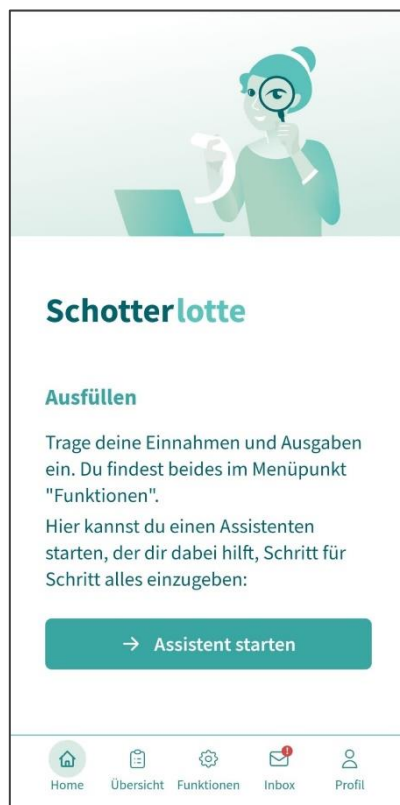 Schotterlotte
Ausfüllen
Trage deine Einnahmen und Ausgaben
ein. Du findest beides im Menüpunkt
"Funktionen".
Hier kannst du einen Assistenten
starten, der dir dabei hilft, Schritt für
Schritt alles einzugeben:
→ Assistent starten
Home Übersicht Funktionen Inbox Profil